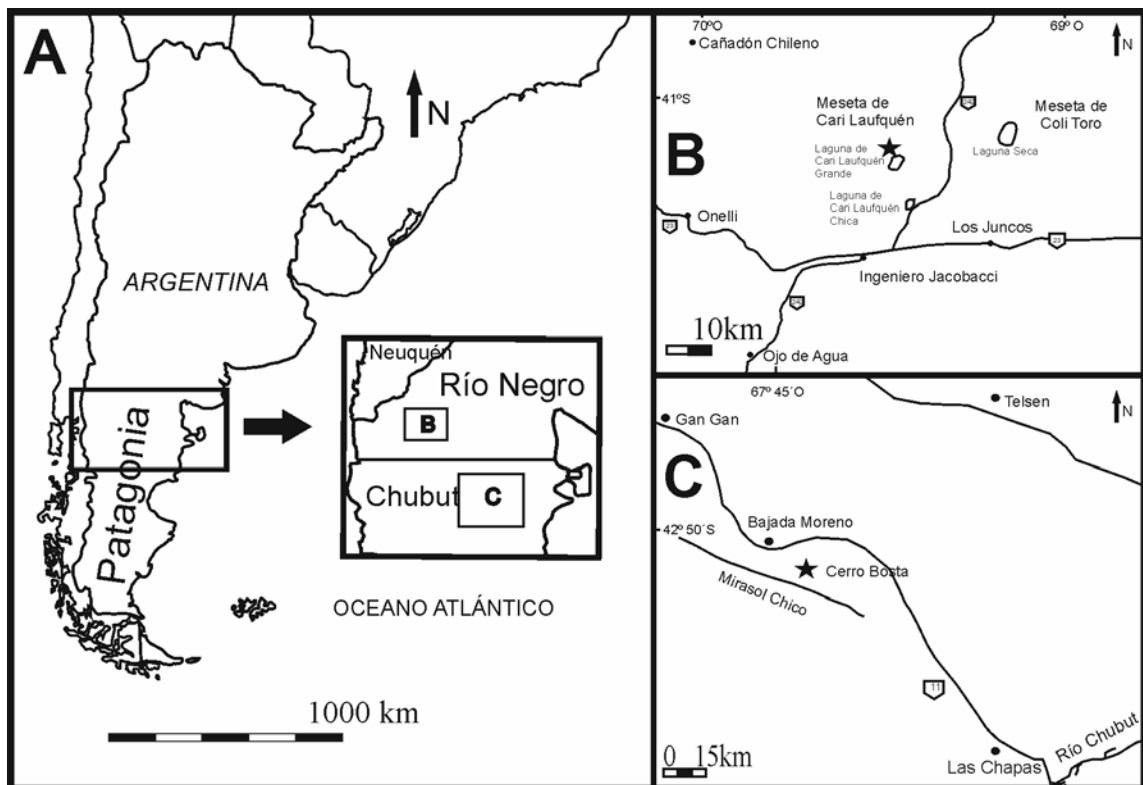 A
N
ARGENTINA
Patagonia
Neuquén
Río Negro
B
Chubut
C
OCEANO ATLÁNTICO
1000 km
70ºO
69º O
Cañadón Chileno
N
41ºS
Meseta de
Cari Laufquén
Meseta de
Coli Toro
B
Laguna de
Cari Laufquén
Grande
Laguna Seca
Laguna de
Cari Laufquén
Chica
Onelli
23
Los Juncos
23
Ingeniero Jacobacci
10km
Ojo de Agua
67º 45´O
N
Telsen
Gan Gan
C
42º 50´S
Bajada Moreno
Cerro Bosta
Mirasol Chico
11
0 15km
Las Chapas
Río Chubut